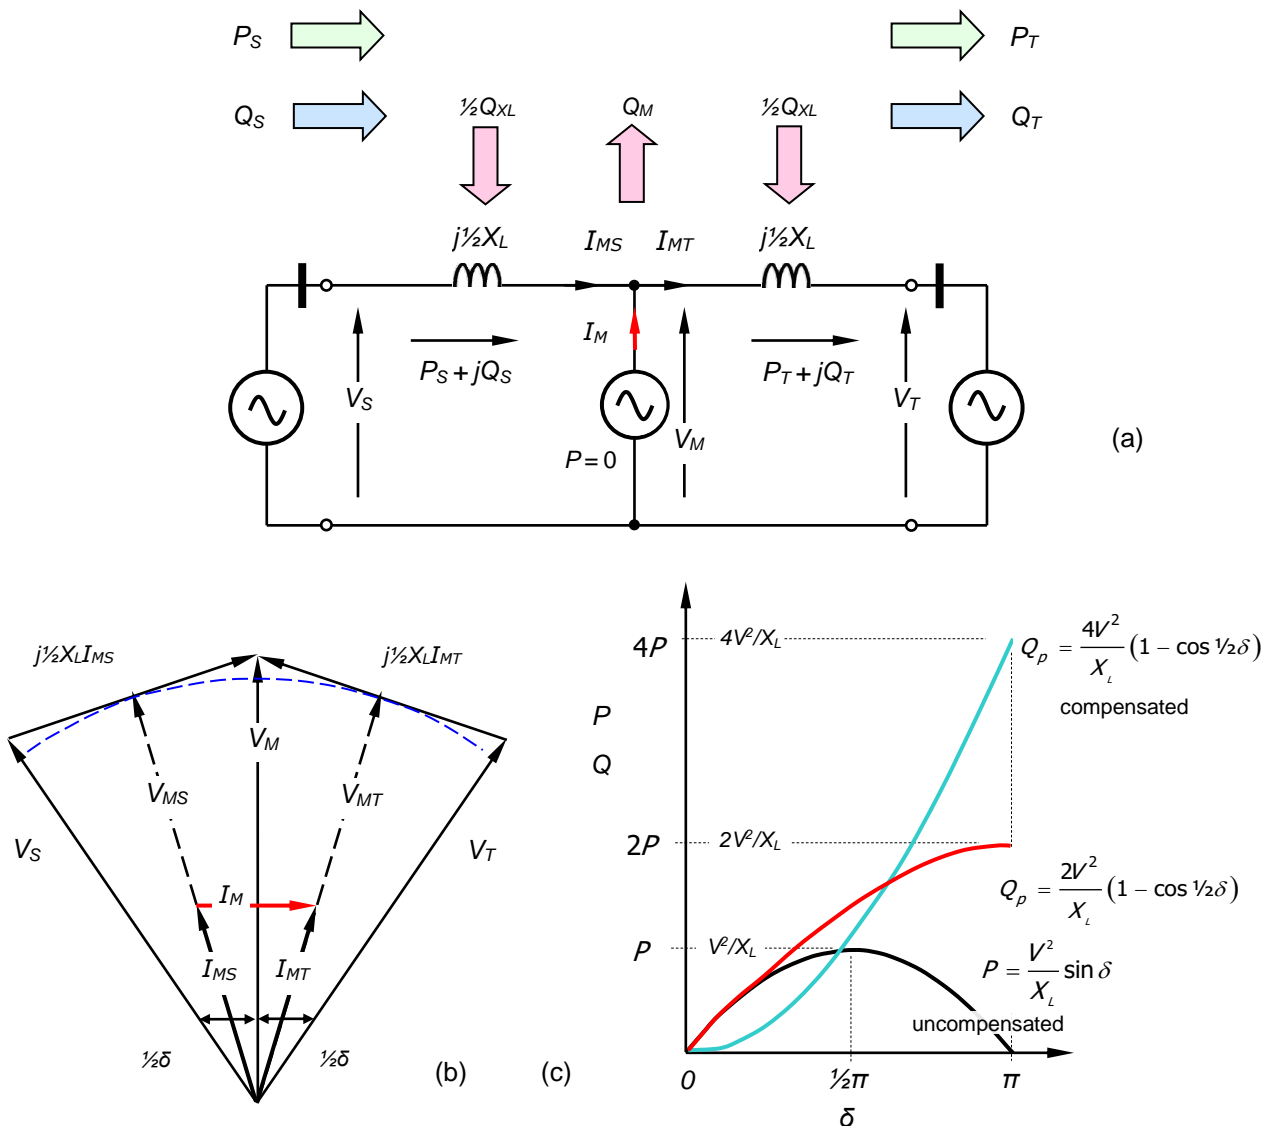 P_S
P_T
Q_S
½Q_XL
Q_M
½Q_XL
Q_T
j½X_L
I_MS
I_MT
j½X_L
I_M
P_S + jQ_S
P_T + jQ_T
V_S
V_M
V_T
P = 0
(a)
j½X_L I_MS
j½X_L I_MT
V_M
V_MS
V_MT
V_S
V_T
I_M
I_MS
I_MT
½δ
½δ
(b)
(c)
4P
4V²/X_L
Q_p = 4V²/X_L (1 − cos ½δ)
compensated
P
Q
2P
2V²/X_L
Q_p = 2V²/X_L (1 − cos ½δ)
P
V²/X_L
P = V²/X_L sin δ
uncompensated
0
½π
π
δ